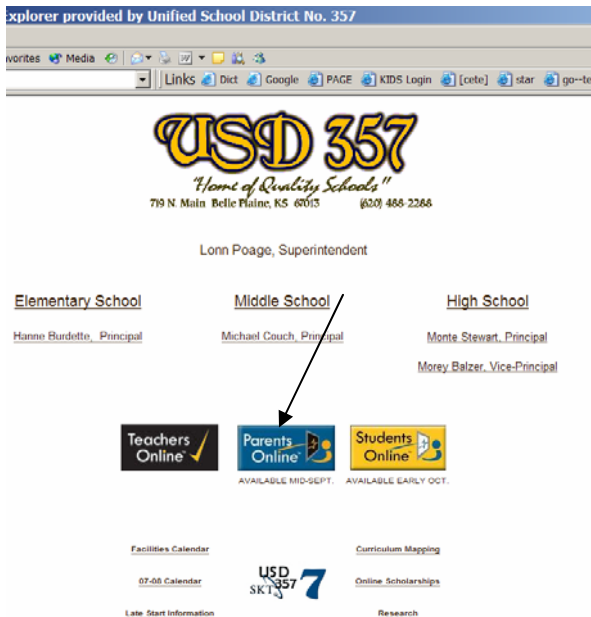 Explorer provided by Unified School District No. 357
avorites Media
Links Dict Google PAGE KIDS Login [cete] star go--te
USD 357
"Home of Quality Schools"
719 N. Main Belle Plaine, KS 67013 (620) 488-2288
Lonn Poage, Superintendent
Elementary School Middle School High School
Hanne Burdette, Principal Michael Couch, Principal Monte Stewart, Principal
Morey Balzer, Vice-Principal
Teachers Online Parents Online Students Online
AVAILABLE MID-SEPT. AVAILABLE EARLY OCT.
Facilities Calendar Curriculum Mapping
USD
07-08 Calendar SKT 357 7 Online Scholarships
Late Start Information Research